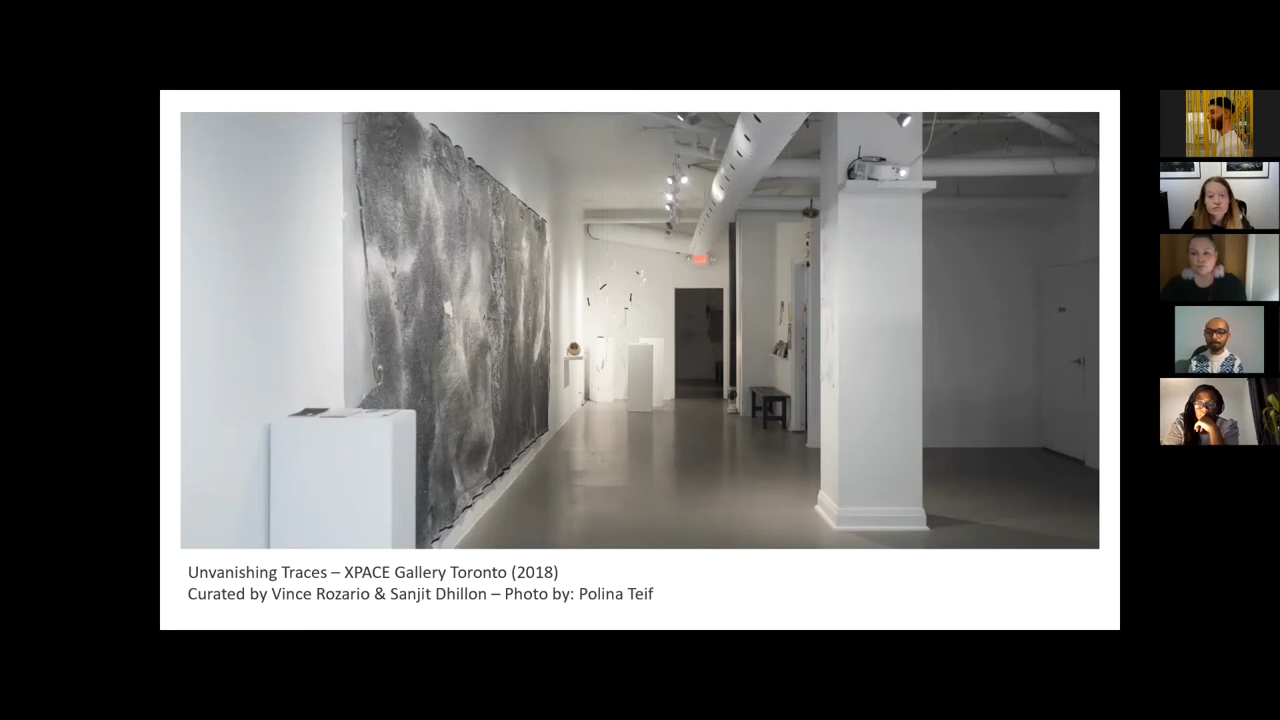 Unvanishing Traces – XPACE Gallery Toronto (2018)
Curated by Vince Rozario & Sanjit Dhillon – Photo by: Polina Teif